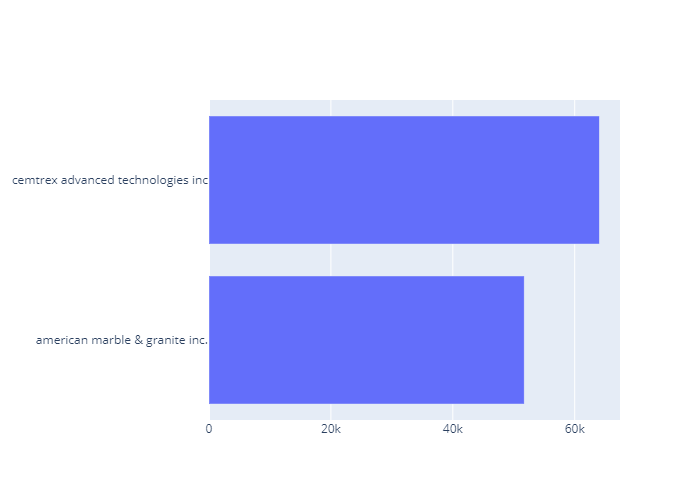 cemtrex advanced technologies inc
american marble & granite inc.
0
20k
40k
60k